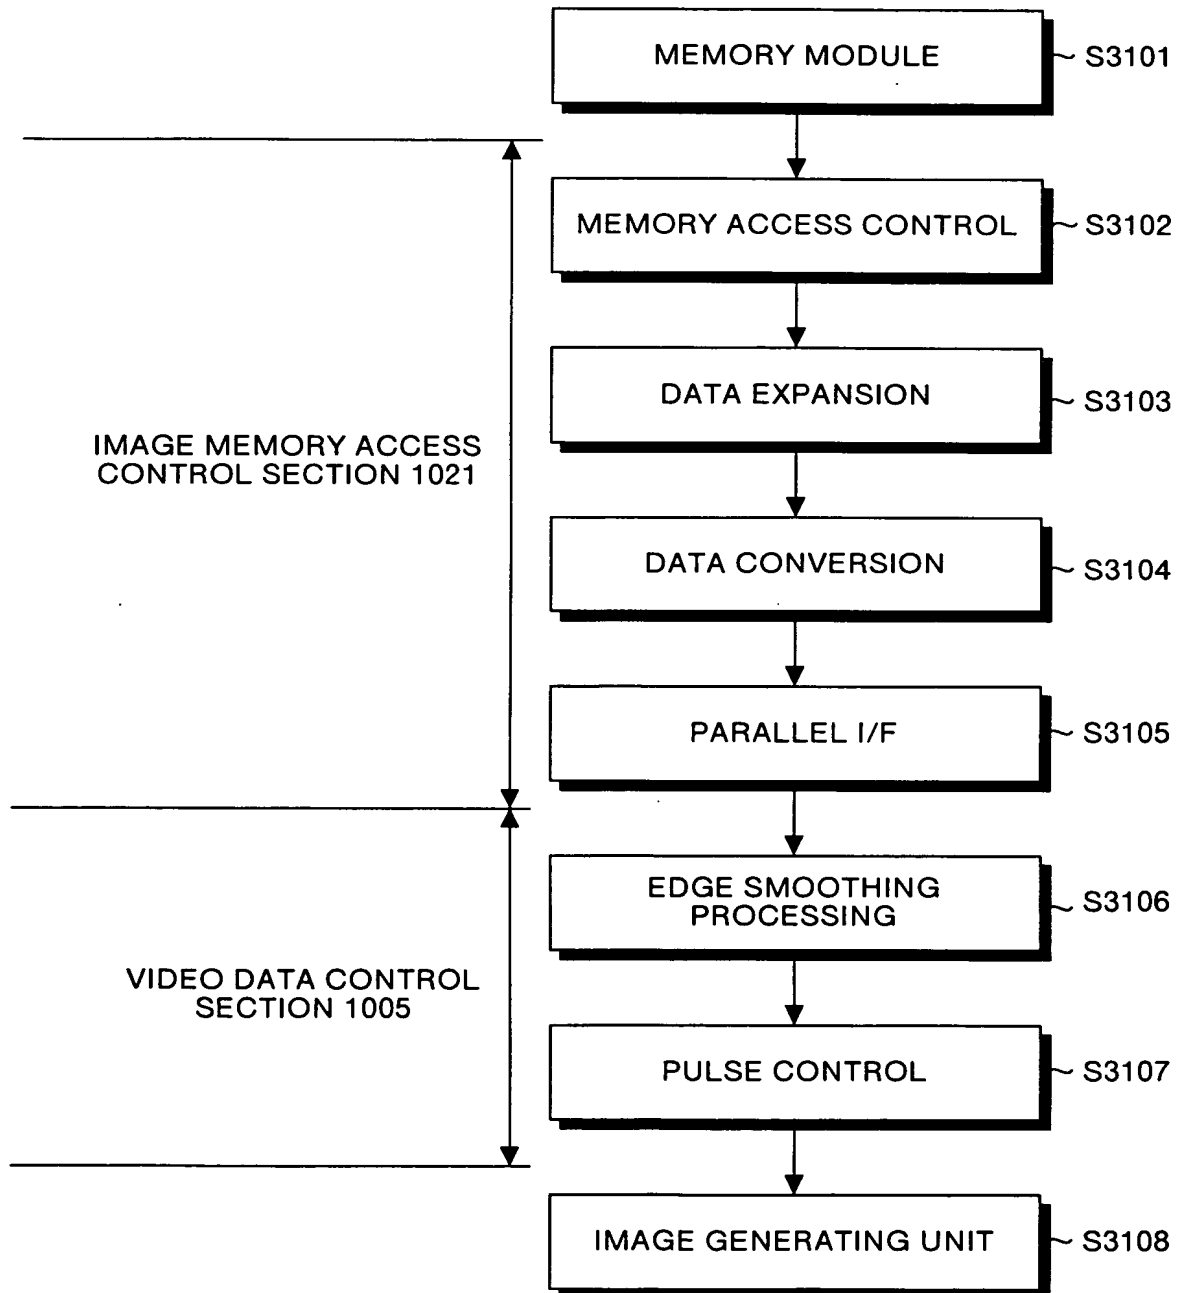 MEMORY MODULE
S3101
MEMORY ACCESS CONTROL
S3102
DATA EXPANSION
S3103
IMAGE MEMORY ACCESS
CONTROL SECTION 1021
DATA CONVERSION
S3104
PARALLEL I/F
S3105
EDGE SMOOTHING
PROCESSING
S3106
VIDEO DATA CONTROL
SECTION 1005
PULSE CONTROL
S3107
IMAGE GENERATING UNIT
S3108